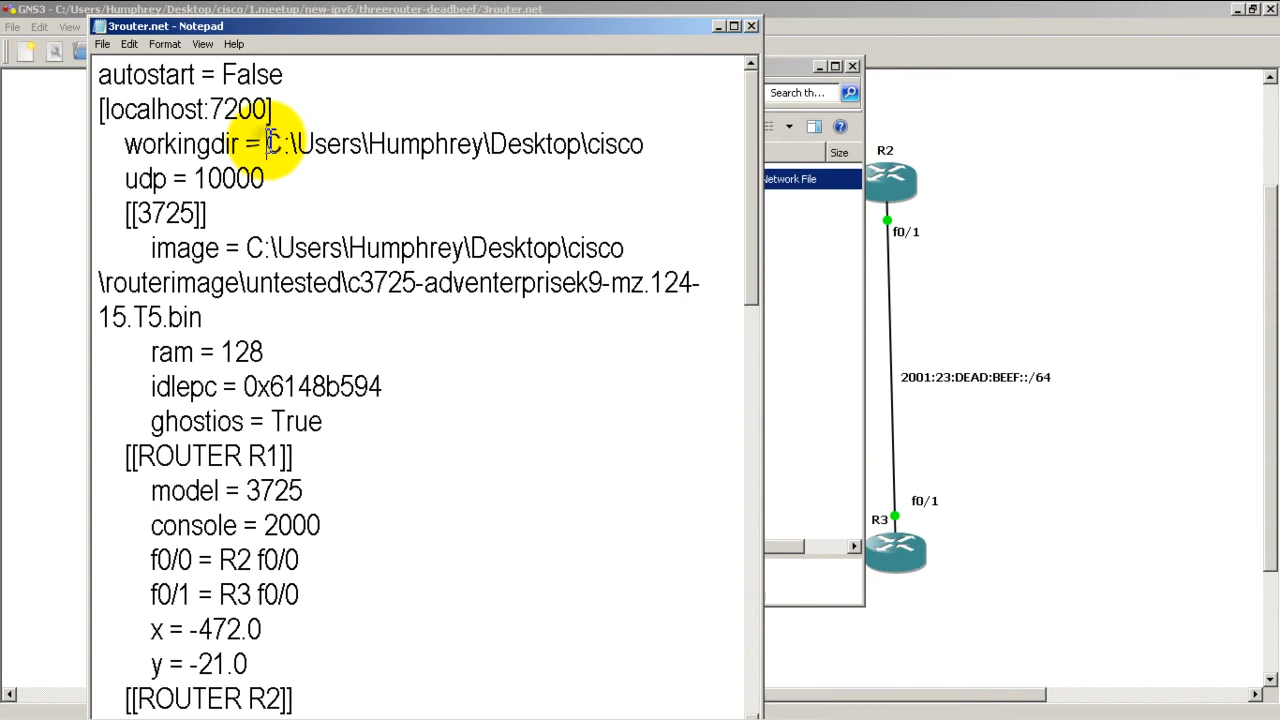 GNS3 - C:/Users/Humphrey/Desktop/cisco/1.meetup/new-ipv6/threerouter-deadbeef/3router.net
File Edit View
3router.net - Notepad
File Edit Format View Help
autostart = False
[localhost:7200]
workingdir = C:\Users\Humphrey\Desktop\cisco
udp = 10000
[[3725]]
image = C:\Users\Humphrey\Desktop\cisco
\routerimage\untested\c3725-adventerprisek9-mz.124-
15.T5.bin
ram = 128
idlepc = 0x6148b594
ghostios = True
[[ROUTER R1]]
model = 3725
console = 2000
f0/0 = R2 f0/0
f0/1 = R3 f0/0
x = -472.0
y = -21.0
[[ROUTER R2]]
Search th...
Size
Network File
R2
f0/1
2001:23:DEAD:BEEF::/64
f0/1
R3